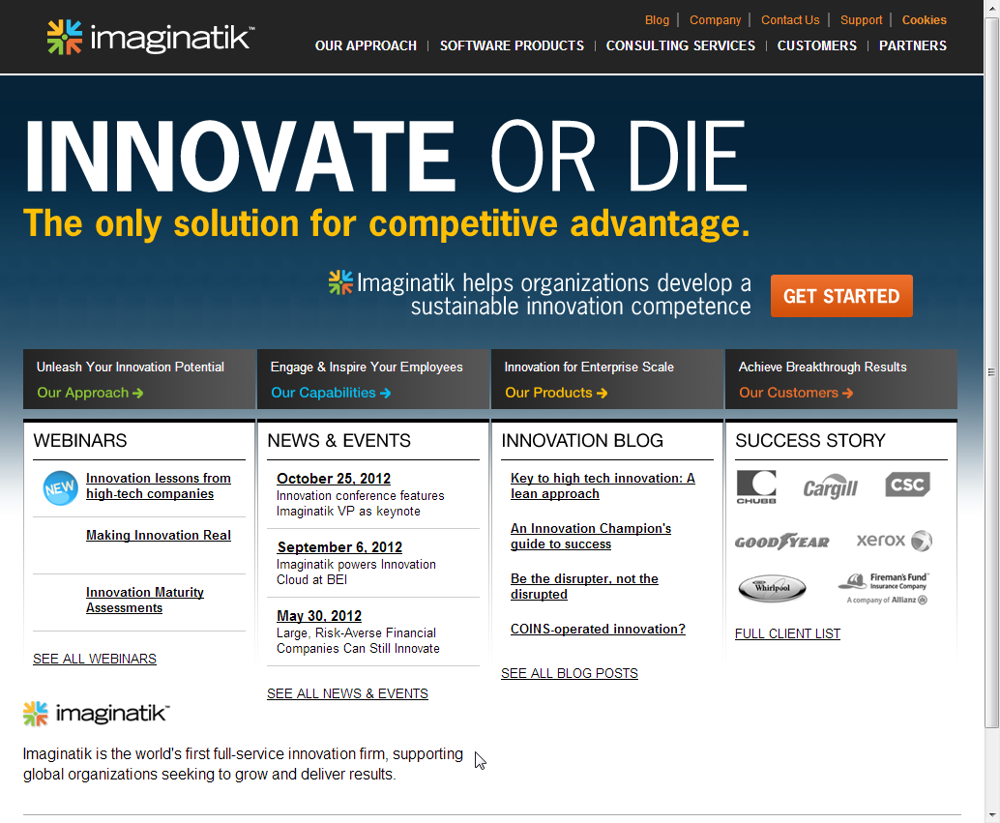 imaginatik™
Blog | Company | Contact Us | Support | Cookies
OUR APPROACH | SOFTWARE PRODUCTS | CONSULTING SERVICES | CUSTOMERS | PARTNERS
INNOVATE OR DIE
The only solution for competitive advantage.
Imaginatik helps organizations develop a
sustainable innovation competence
GET STARTED
Unleash Your Innovation Potential
Our Approach
Engage & Inspire Your Employees
Our Capabilities
Innovation for Enterprise Scale
Our Products
Achieve Breakthrough Results
Our Customers
WEBINARS
NEW
Innovation lessons from
high-tech companies
Making Innovation Real
Innovation Maturity
Assessments
SEE ALL WEBINARS
NEWS & EVENTS
October 25, 2012
Innovation conference features
Imaginatik VP as keynote
September 6, 2012
Imaginatik powers Innovation
Cloud at BEI
May 30, 2012
Large, Risk-Averse Financial
Companies Can Still Innovate
SEE ALL NEWS & EVENTS
INNOVATION BLOG
Key to high tech innovation: A
lean approach
An Innovation Champion's
guide to success
Be the disrupter, not the
disrupted
COINS-operated innovation?
SEE ALL BLOG POSTS
SUCCESS STORY
CHUBB
Cargill
CSC
GOODYEAR
xerox
Whirlpool
Fireman's Fund
Insurance Company
A company of Allianz
FULL CLIENT LIST
imaginatik™
Imaginatik is the world's first full-service innovation firm, supporting
global organizations seeking to grow and deliver results.